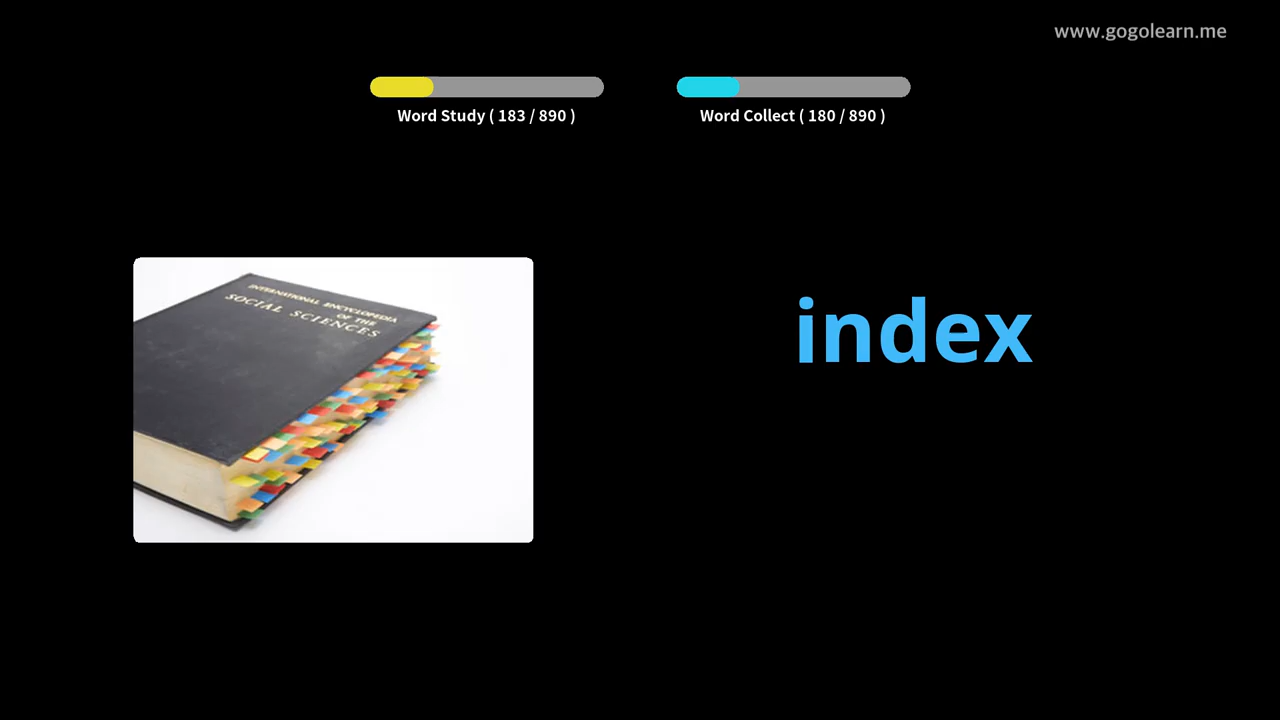 www.gogolearn.me
Word Study ( 183 / 890 )
Word Collect ( 180 / 890 )
INTERNATIONAL ENCYCLOPEDIA
OF THE
SOCIAL SCIENCES
index